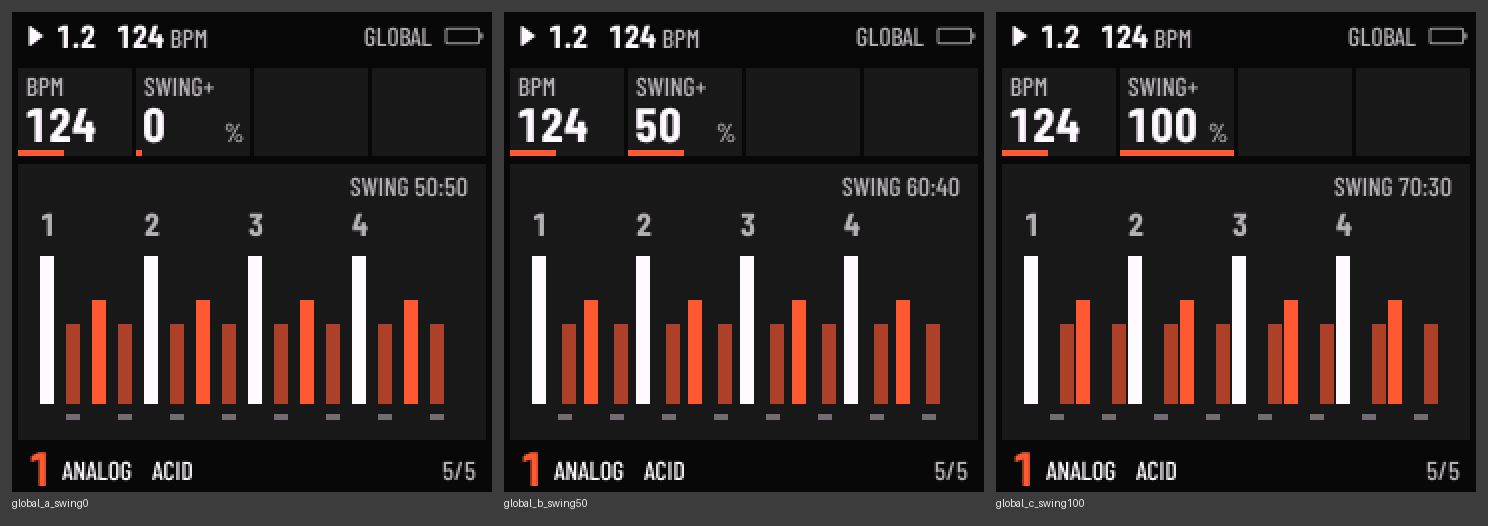 1.2 124 BPM GLOBAL
BPM SWING+
124 0 %
SWING 50:50
1 2 3 4
1 ANALOG ACID 5/5
global_a_swing0
1.2 124 BPM GLOBAL
BPM SWING+
124 50 %
SWING 60:40
1 2 3 4
1 ANALOG ACID 5/5
global_b_swing50
1.2 124 BPM GLOBAL
BPM SWING+
124 100 %
SWING 70:30
1 2 3 4
1 ANALOG ACID 5/5
global_c_swing100